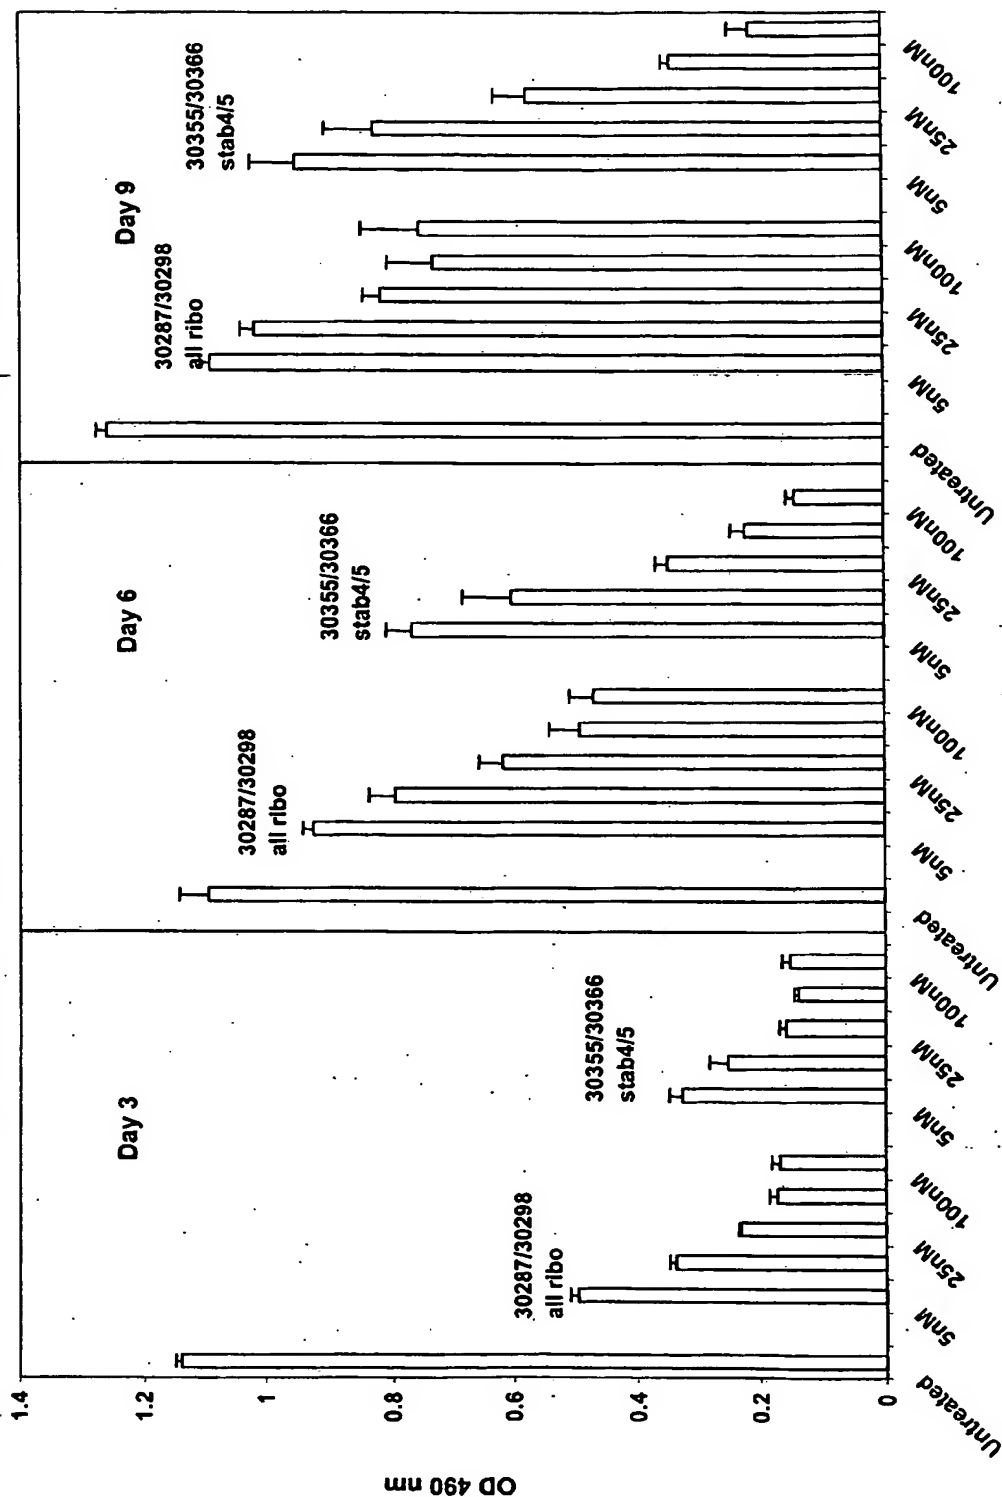 OD 490 nm
1.4
1.2
1
0.8
0.6
0.4
0.2
0
Day 3
30287/30298
all ribo
30355/30366
stab4/5
Day 6
30287/30298
all ribo
30355/30366
stab4/5
Day 9
30287/30298
all ribo
30355/30366
stab4/5
Untreated
5nM
25nM
100nM
5nM
25nM
100nM
Untreated
5nM
25nM
100nM
5nM
25nM
100nM
Untreated
5nM
25nM
100nM
5nM
25nM
100nM